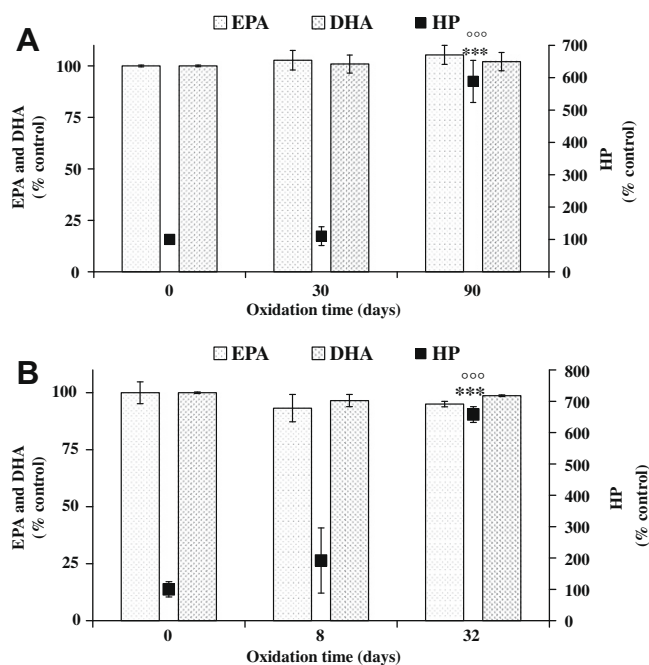 A
EPA DHA HP
EPA and DHA
(% control)
100
75
50
25
0
°°°
***
700
600
500
400
300
200
100
0
HP
(% control)
0 30 90
Oxidation time (days)
B
EPA DHA HP
EPA and DHA
(% control)
100
75
50
25
0
°°°
***
800
700
600
500
400
300
200
100
0
HP
(% control)
0 8 32
Oxidation time (days)